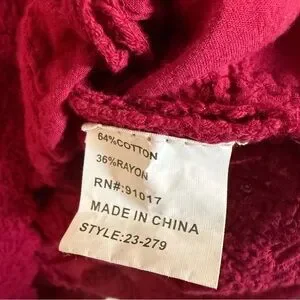 64%COTTON
36%RAYON
RN#:91017
MADE IN CHINA
STYLE:23-279